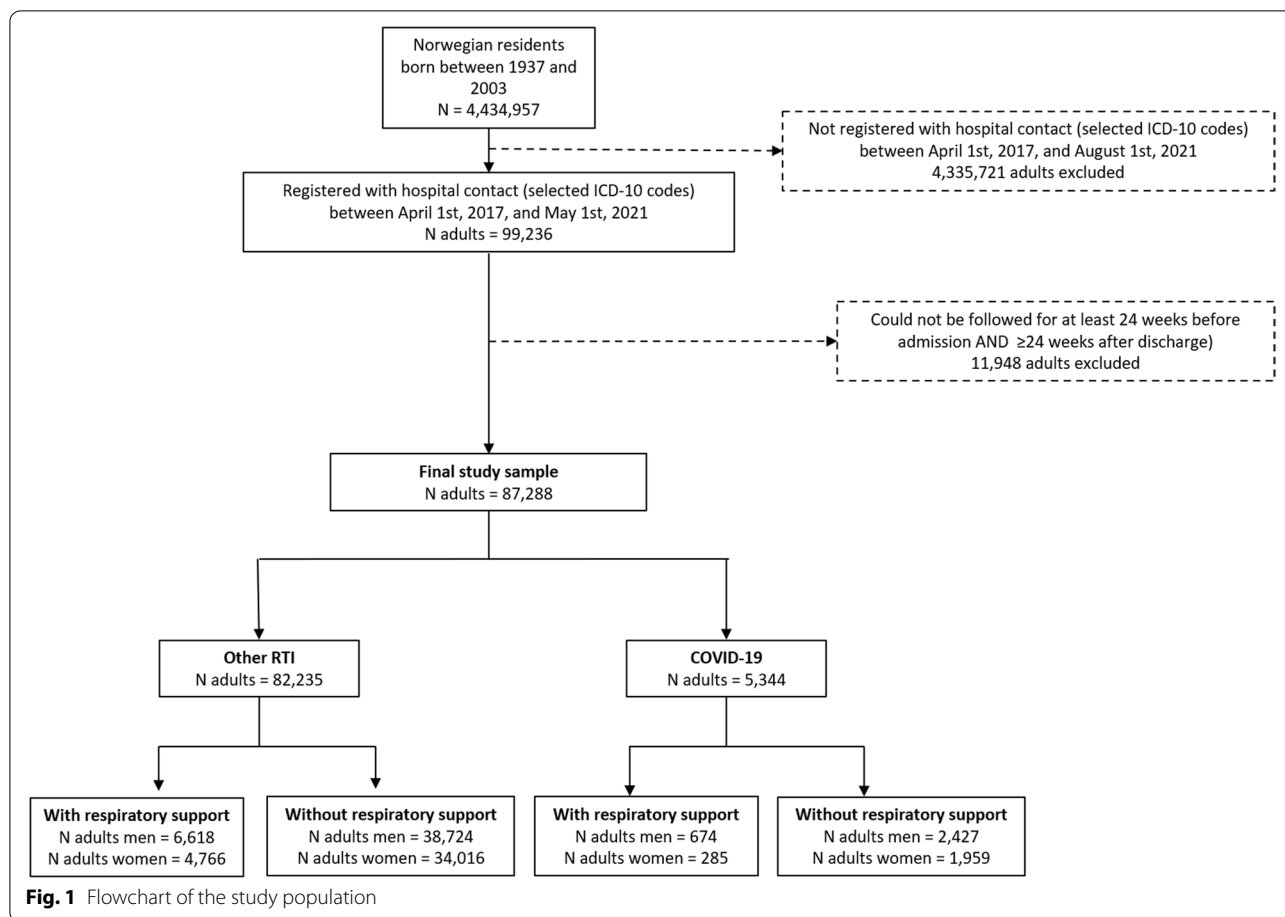 Norwegian residents
born between 1937 and
2003
N = 4,434,957
Not registered with hospital contact (selected ICD-10 codes)
between April 1st, 2017, and August 1st, 2021
4,335,721 adults excluded
Registered with hospital contact (selected ICD-10 codes)
between April 1st, 2017, and May 1st, 2021
N adults = 99,236
Could not be followed for at least 24 weeks before
admission AND ≥24 weeks after discharge)
11,948 adults excluded
Final study sample
N adults = 87,288
Other RTI
N adults = 82,235
COVID-19
N adults = 5,344
With respiratory support
N adults men = 6,618
N adults women = 4,766
Without respiratory support
N adults men = 38,724
N adults women = 34,016
With respiratory support
N adults men = 674
N adults women = 285
Without respiratory support
N adults men = 2,427
N adults women = 1,959
Fig. 1 Flowchart of the study population